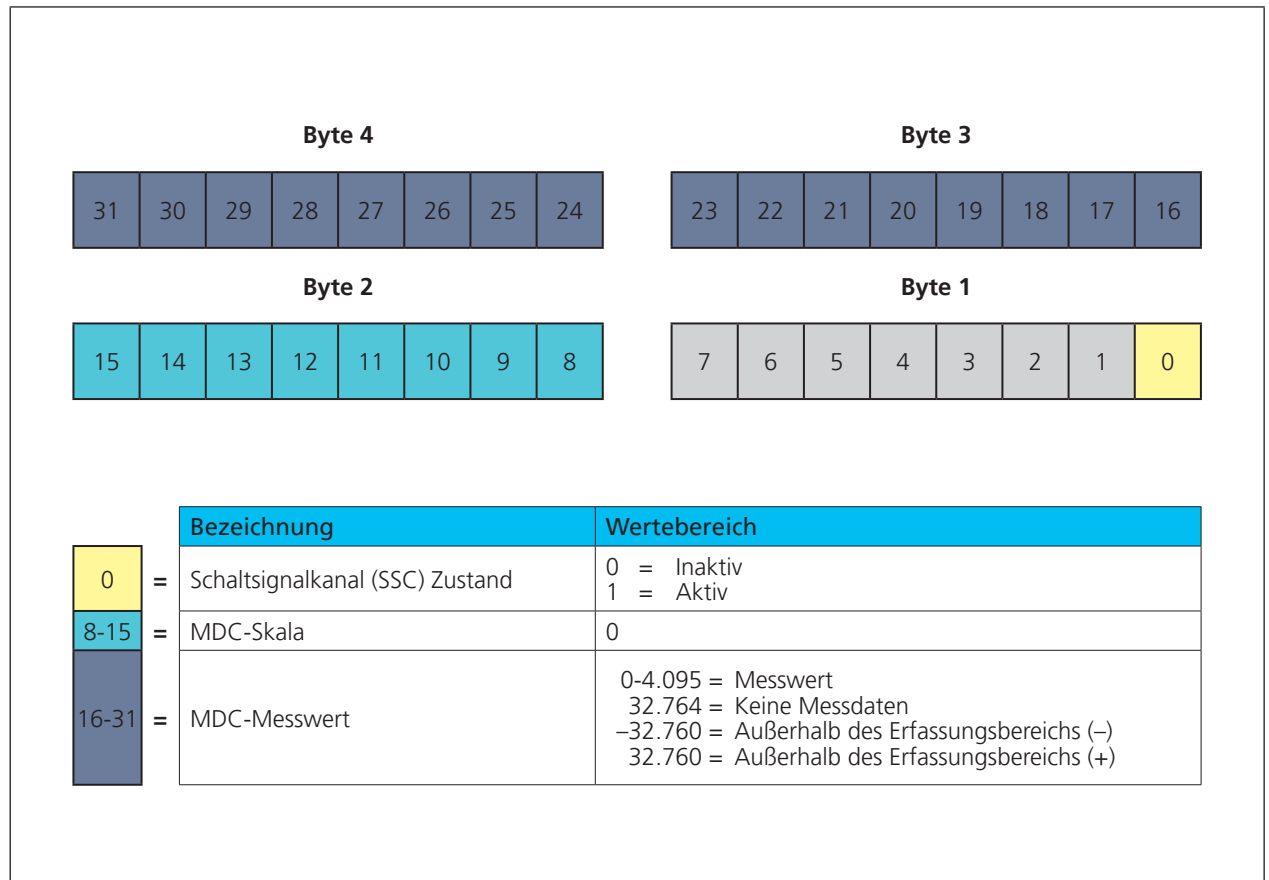 Byte 4 Byte 3
31 30 29 28 27 26 25 24 23 22 21 20 19 18 17 16
Byte 2 Byte 1
15 14 13 12 11 10 9 8 7 6 5 4 3 2 1 0
Bezeichnung Wertebereich
0 = Schaltsignalkanal (SSC) Zustand 0 = Inaktiv
1 = Aktiv
8-15 = MDC-Skala 0
16-31 = MDC-Messwert 0-4.095 = Messwert
32.764 = Keine Messdaten
–32.760 = Außerhalb des Erfassungsbereichs (–)
32.760 = Außerhalb des Erfassungsbereichs (+)